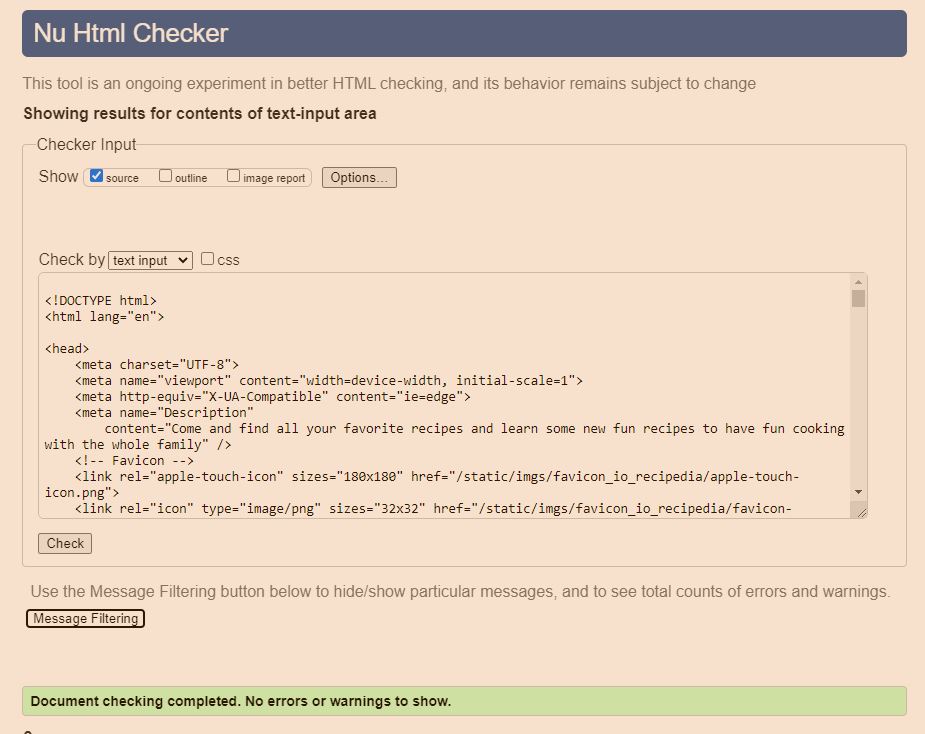 Nu Html Checker
This tool is an ongoing experiment in better HTML checking, and its behavior remains subject to change
Showing results for contents of text-input area
Checker Input
Show source outline image report Options...
Check by text input css
<!DOCTYPE html>
<html lang="en">
<head>
<meta charset="UTF-8">
<meta name="viewport" content="width=device-width, initial-scale=1">
<meta http-equiv="X-UA-Compatible" content="ie=edge">
<meta name="Description"
content="Come and find all your favorite recipes and learn some new fun recipes to have fun cooking
with the whole family" />
<!-- Favicon -->
<link rel="apple-touch-icon" sizes="180x180" href="/static/imgs/favicon_io_recipedia/apple-touch-
icon.png">
<link rel="icon" type="image/png" sizes="32x32" href="/static/imgs/favicon_io_recipedia/favicon-
Check
Use the Message Filtering button below to hide/show particular messages, and to see total counts of errors and warnings.
Message Filtering
Document checking completed. No errors or warnings to show.